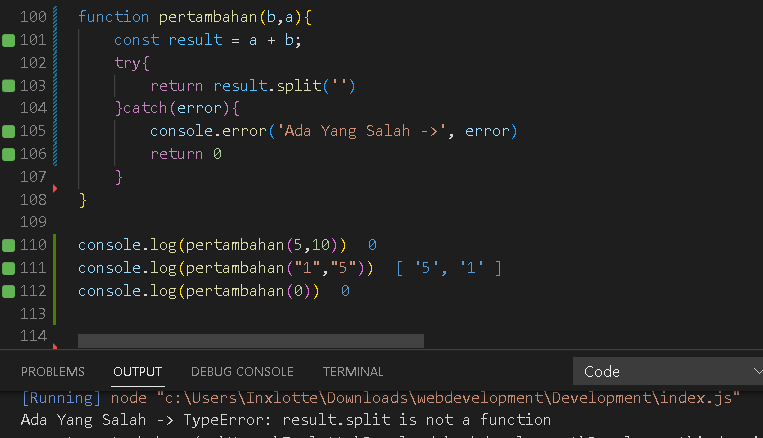 100 function pertambahan(b,a){
101 const result = a + b;
102 try{
103 return result.split('')
104 }catch(error){
105 console.error('Ada Yang Salah ->', error)
106 return 0
107 }
108 }
109
110 console.log(pertambahan(5,10)) 0
111 console.log(pertambahan("1","5")) [ '5', '1' ]
112 console.log(pertambahan(0)) 0
113
114
PROBLEMS OUTPUT DEBUG CONSOLE TERMINAL Code
[Running] node "c:\Users\Inxlotte\Downloads\webdevelopment\Development\index.js"
Ada Yang Salah -> TypeError: result.split is not a function